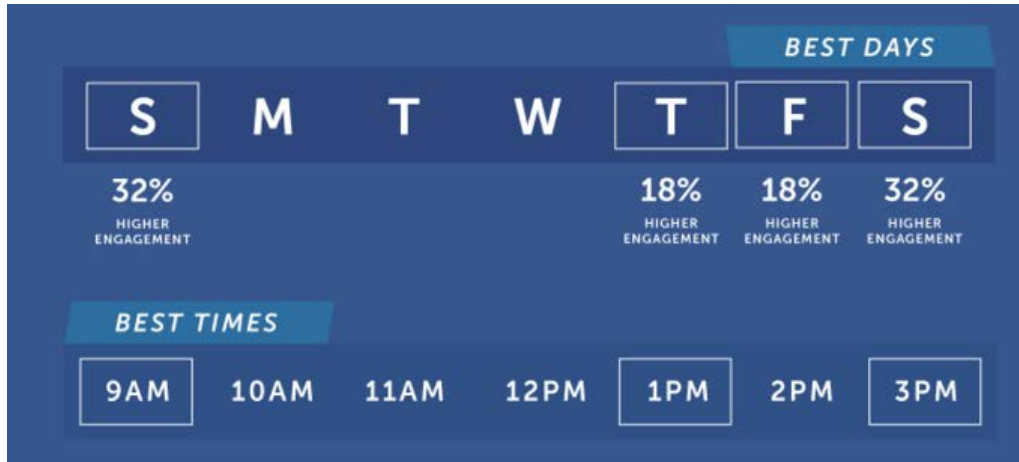 BEST DAYS
S M T W T F S
32% 18% 18% 32%
HIGHER HIGHER HIGHER HIGHER
ENGAGEMENT ENGAGEMENT ENGAGEMENT ENGAGEMENT
BEST TIMES
9AM 10AM 11AM 12PM 1PM 2PM 3PM